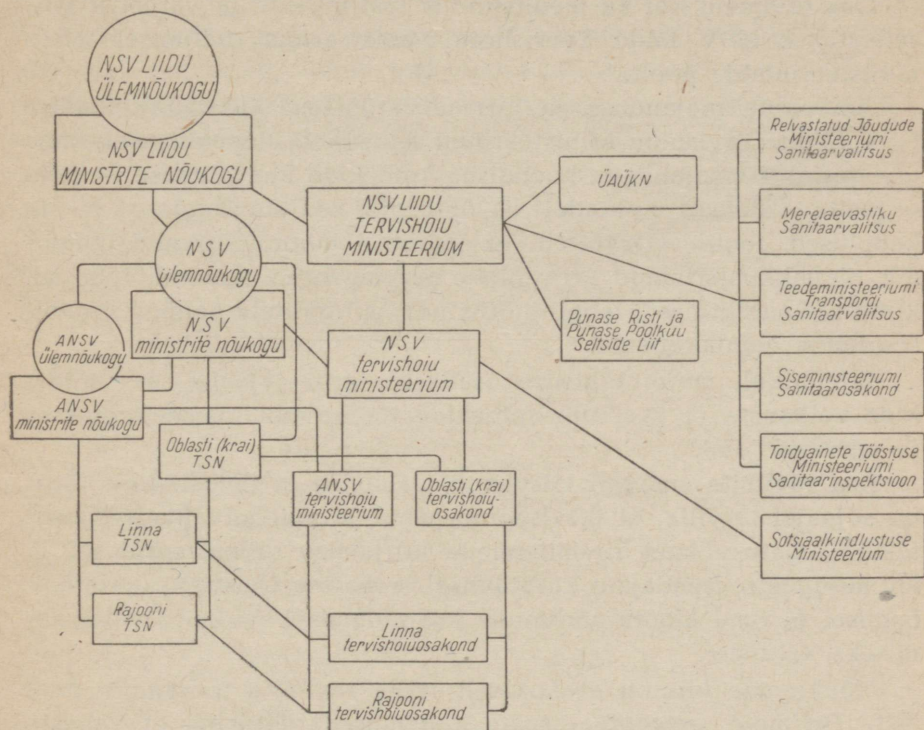 NSV LIIDU
ÜLEMNÕUKOGU
NSV LIIDU
MINISTRITE NÕUKOGU
NSV
ülemnõukogu
NSV
ministrite nõukogu
ANSV
ülemnõukogu
ANSV
ministrite nõukogu
Oblasti (krai)
TSN
Linna
TSN
Rajooni
TSN
NSV LIIDU
TERVISHOIU
MINISTEERIUM
NSV
tervishoiu
ministeerium
ANSV
tervishoiu
ministeerium
Oblasti (krai)
tervishoiu-
osakond
Linna
tervishoiuosakond
Rajooni
tervishoiuosakond
ÜAÜKN
Punase Risti ja
Punase Poolkuu
Seltside Liit
Relvastatud Jõudude
Ministeeriumi
Sanitaarvalitsus
Merelaevastiku
Sanitaarvalitsus
Teedeministeeriumi
Transpordi
Sanitaarvalitsus
Siseministeeriumi
Sanitaarosakond
Toiduainete Tööstuse
Ministeeriumi
Sanitaarinspektsioon
Sotsiaalkindlustuse
Ministeerium